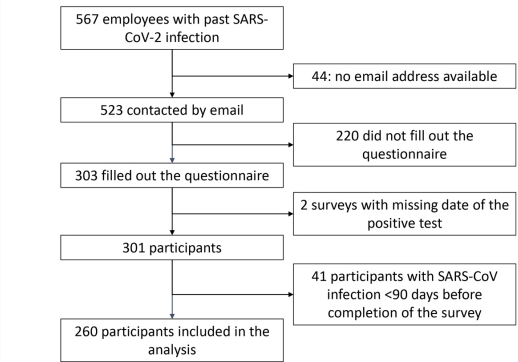 567 employees with past SARS-
CoV-2 infection
44: no email address available
523 contacted by email
220 did not fill out the
questionnaire
303 filled out the questionnaire
2 surveys with missing date of the
positive test
301 participants
41 participants with SARS-CoV
infection <90 days before
completion of the survey
260 participants included in the
analysis